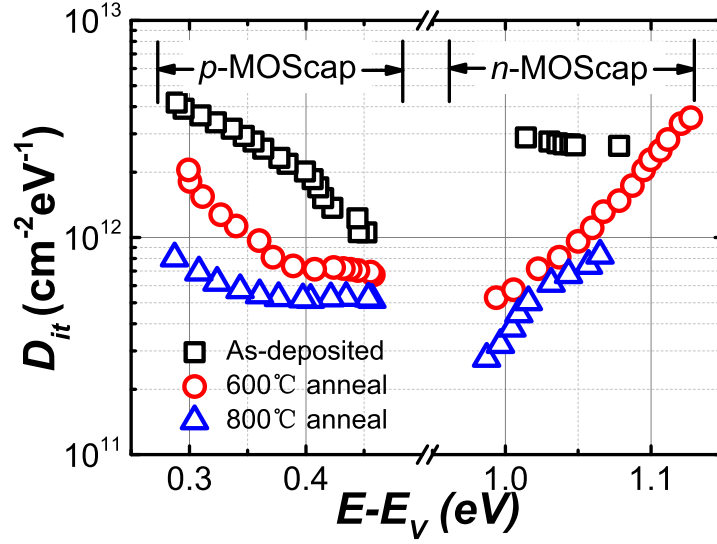 10¹³
p-MOScap
n-MOScap
D_it (cm⁻²eV⁻¹)
10¹²
As-deposited
600℃ anneal
800℃ anneal
10¹¹
0.3
0.4
1.0
1.1
E-E_V (eV)